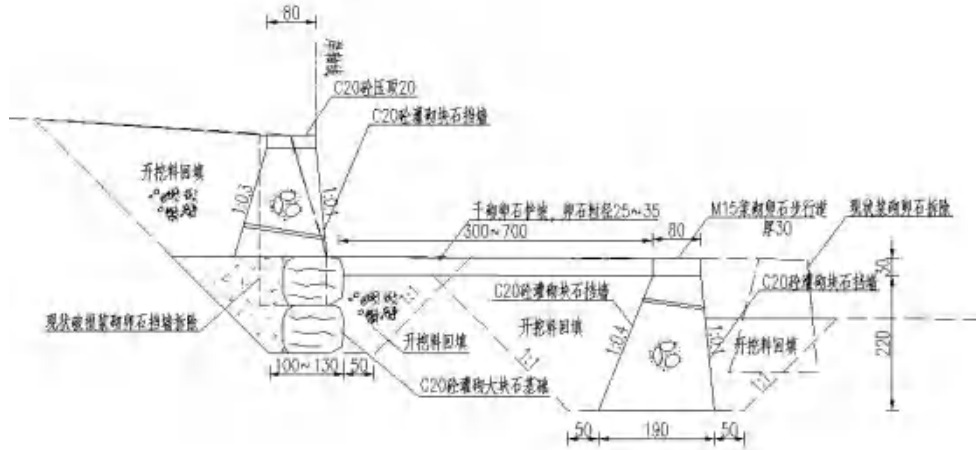 80
岸轴线
C20砼压顶20
C20砼灌砌块石挡墙
开挖料回填
1:0.3
1:0.1
干砌卵石护坡，卵石粒径25~35
300~700
80
M15浆砌卵石步行道
厚30
现状浆砌卵石拆除
30
C20砼灌砌块石挡墙
C20砼灌砌块石挡墙
现状破损浆砌卵石挡墙拆除
开挖料回填
1:1
开挖料回填
1:1
1:0.4
1:0.1
开挖料回填
1:1
220
100~130
50
C20砼灌砌大块石基础
50
190
50